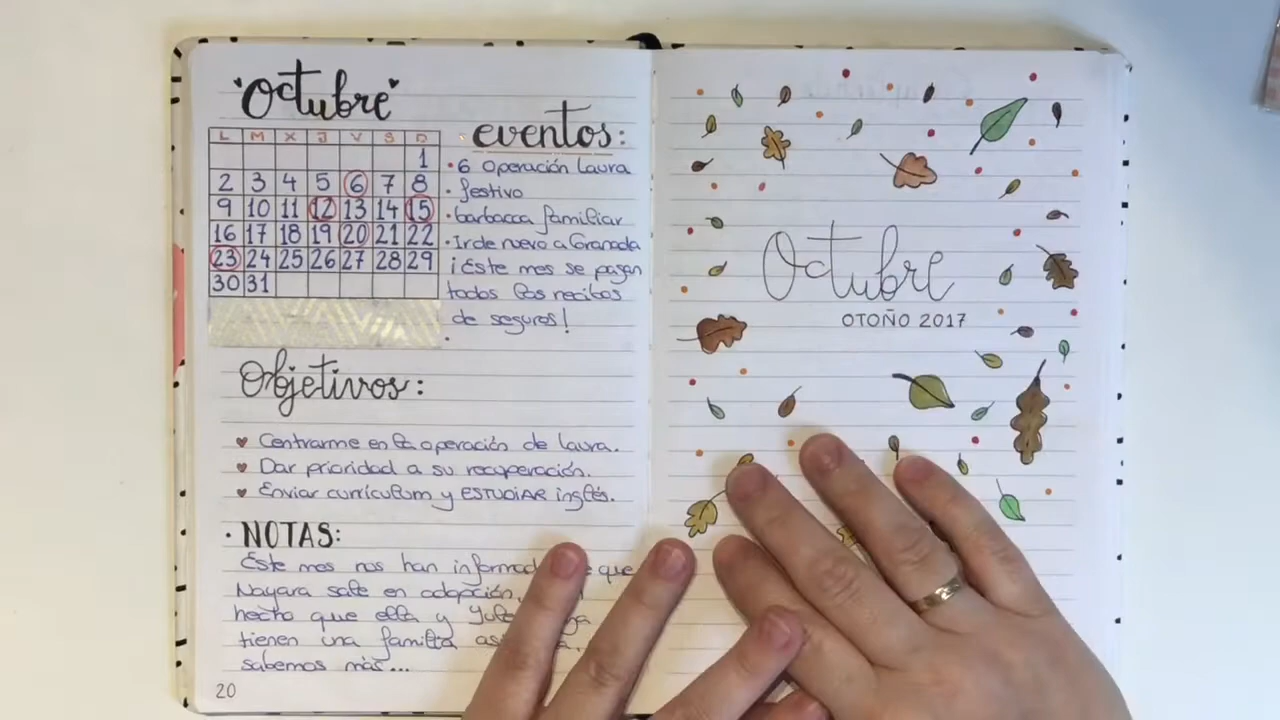 Octubre
L M X J V S D
1
2 3 4 5 6 7 8
9 10 11 12 13 14 15
16 17 18 19 20 21 22
23 24 25 26 27 28 29
30 31
eventos:
· 6 Operación Laura
· festivo
· barbacoa familiar
· Ir de nuevo a Granada
¡Este mes se pagan
todos los recibos
de seguros!
Objetivos:
Centrarme en la operación de Laura.
Dar prioridad a su recuperación.
Enviar currículum y ESTUDIAR inglés.
· NOTAS:
Este mes nos han que
Nayara sale en adopción,
hecho que ella y
tienen una familia
sabemos más...
20
Octubre
OTOÑO 2017